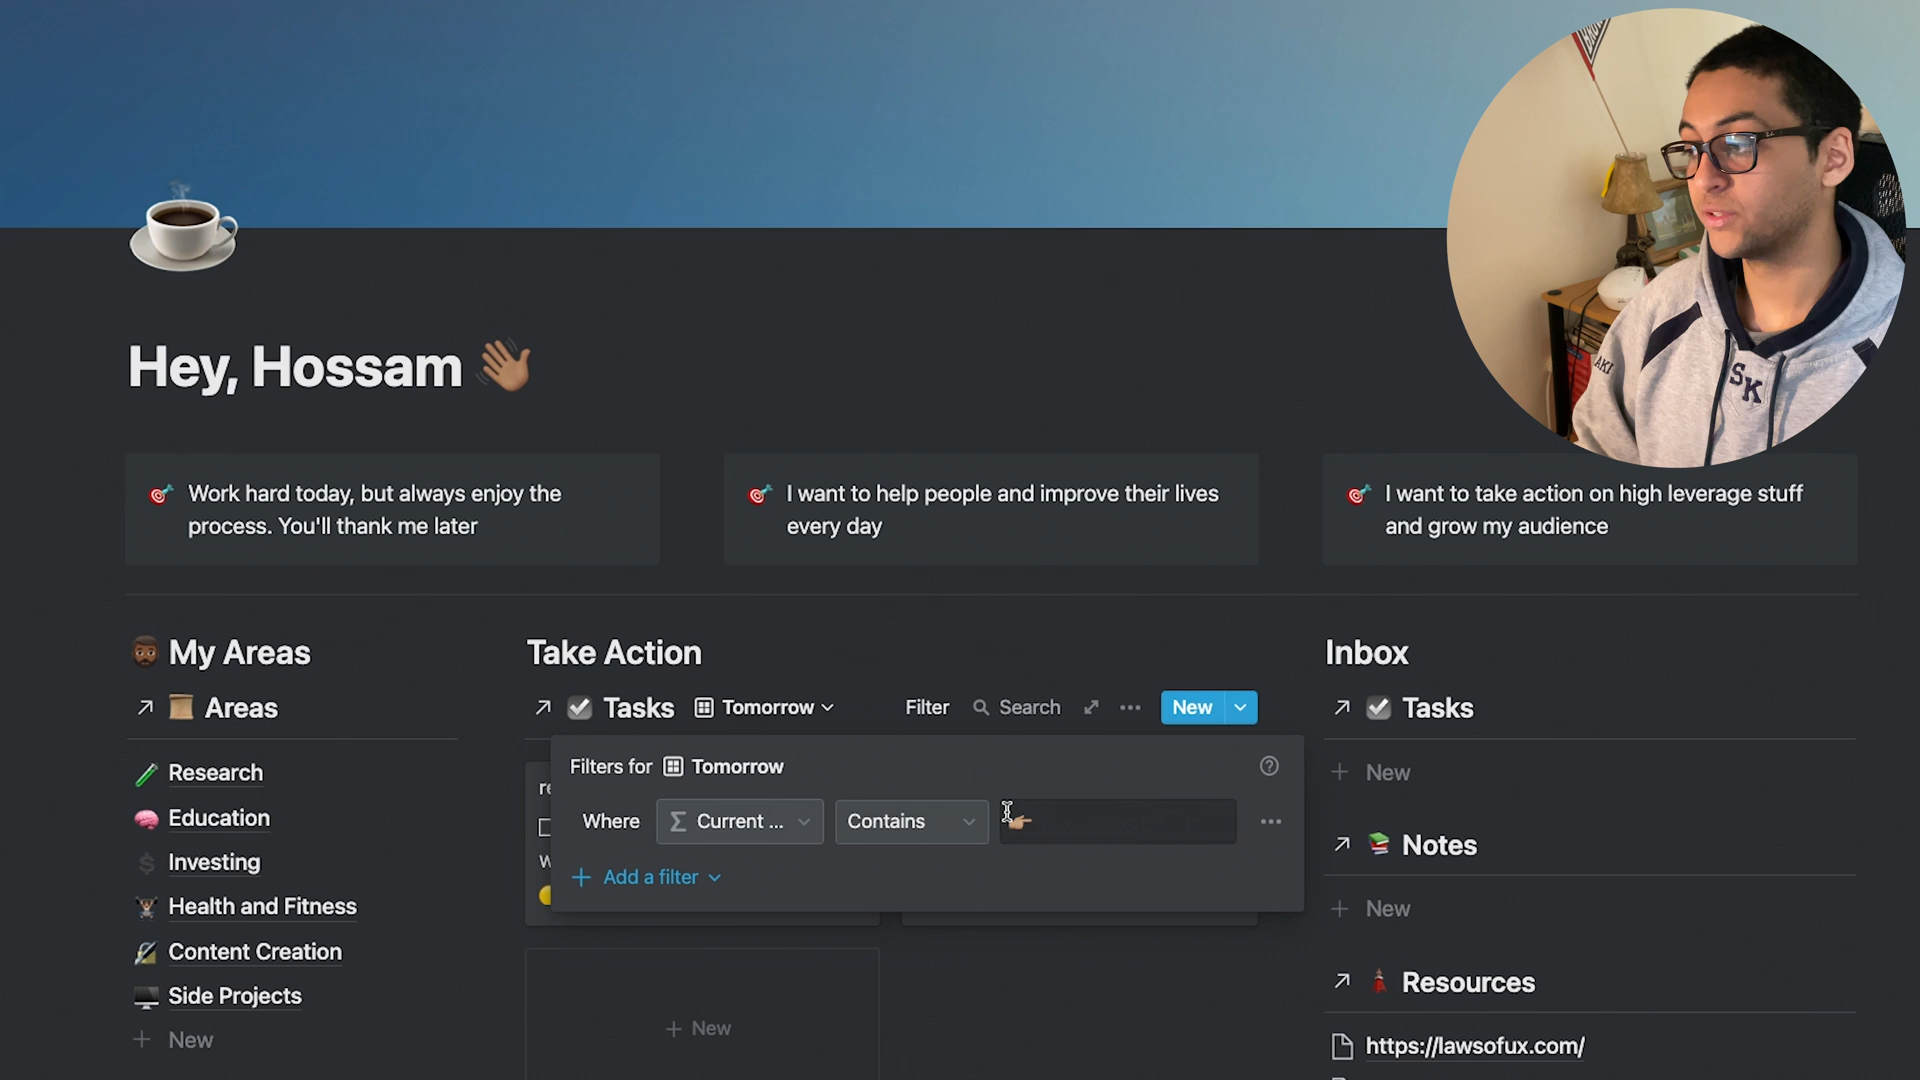 Hey, Hossam
Work hard today, but always enjoy the
process. You'll thank me later
I want to help people and improve their lives
every day
I want to take action on high leverage stuff
and grow my audience
My Areas
Areas
Research
Education
Investing
Health and Fitness
Content Creation
Side Projects
New
Take Action
Tasks
Tomorrow
Filter
Search
New
Filters for
Tomorrow
Where
Current ...
Contains
Add a filter
New
Inbox
Tasks
New
Notes
New
Resources
https://lawsofux.com/
AKI
SK